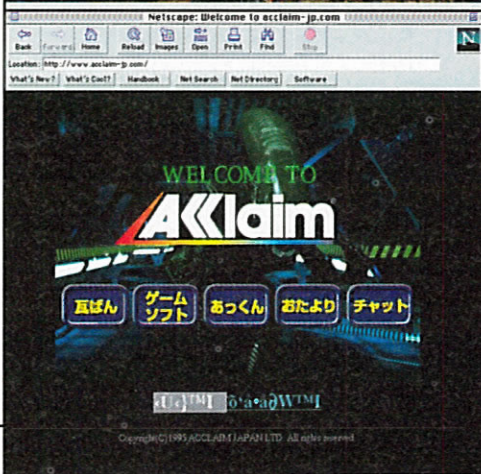 Netscape: Welcome to acclaim-jp.com
Back Forward Home Reload Images Open Print Find Stop
N
Location: http://www.acclaim-jp.com/
What's New? What's Cool? Handbook Net Search Net Directory Software
WELCOME TO
AKlaim
瓦ばん ゲームソフト あっくん おたより チャット
Copyright(C)1995 ACCLAIM JAPAN LTD. All rights reserved